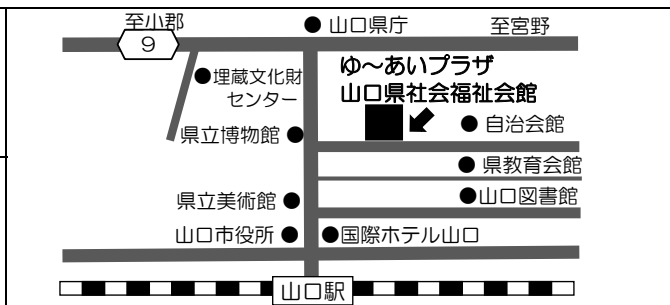 至小郡
山口県庁
至宮野
9
ゆ～あいプラザ
山口県社会福祉会館
埋蔵文化財
センター
自治会館
県立博物館
県教育会館
山口図書館
県立美術館
山口市役所
国際ホテル山口
山口駅